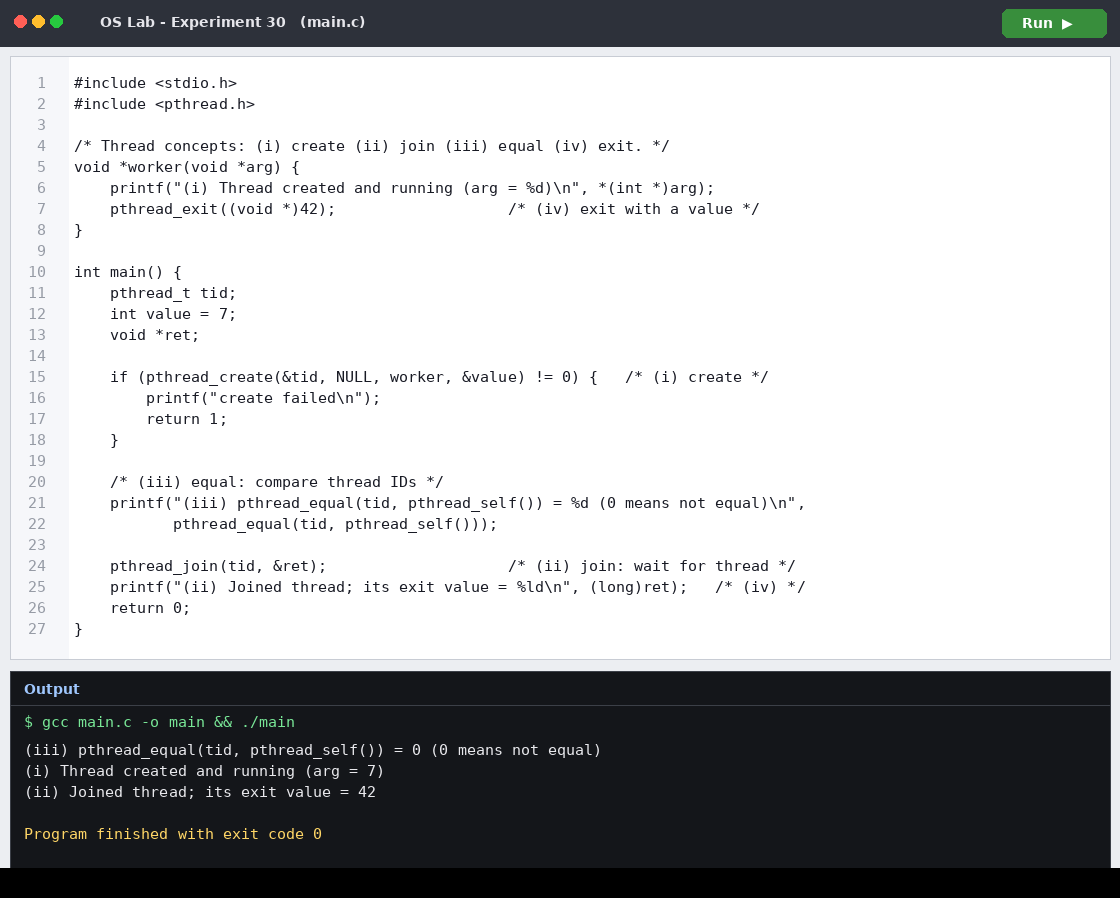 OS Lab - Experiment 30   (main.c)
Run ▶
1 #include <stdio.h>
2 #include <pthread.h>
3
4 /* Thread concepts: (i) create (ii) join (iii) equal (iv) exit. */
5 void *worker(void *arg) {
6     printf("(i) Thread created and running (arg = %d)\n", *(int *)arg);
7     pthread_exit((void *)42);                   /* (iv) exit with a value */
8 }
9
10 int main() {
11     pthread_t tid;
12     int value = 7;
13     void *ret;
14
15     if (pthread_create(&tid, NULL, worker, &value) != 0) {   /* (i) create */
16         printf("create failed\n");
17         return 1;
18     }
19
20     /* (iii) equal: compare thread IDs */
21     printf("(iii) pthread_equal(tid, pthread_self()) = %d (0 means not equal)\n",
22            pthread_equal(tid, pthread_self()));
23
24     pthread_join(tid, &ret);                    /* (ii) join: wait for thread */
25     printf("(ii) Joined thread; its exit value = %ld\n", (long)ret);   /* (iv) */
26     return 0;
27 }
Output
$ gcc main.c -o main && ./main
(iii) pthread_equal(tid, pthread_self()) = 0 (0 means not equal)
(i) Thread created and running (arg = 7)
(ii) Joined thread; its exit value = 42
Program finished with exit code 0